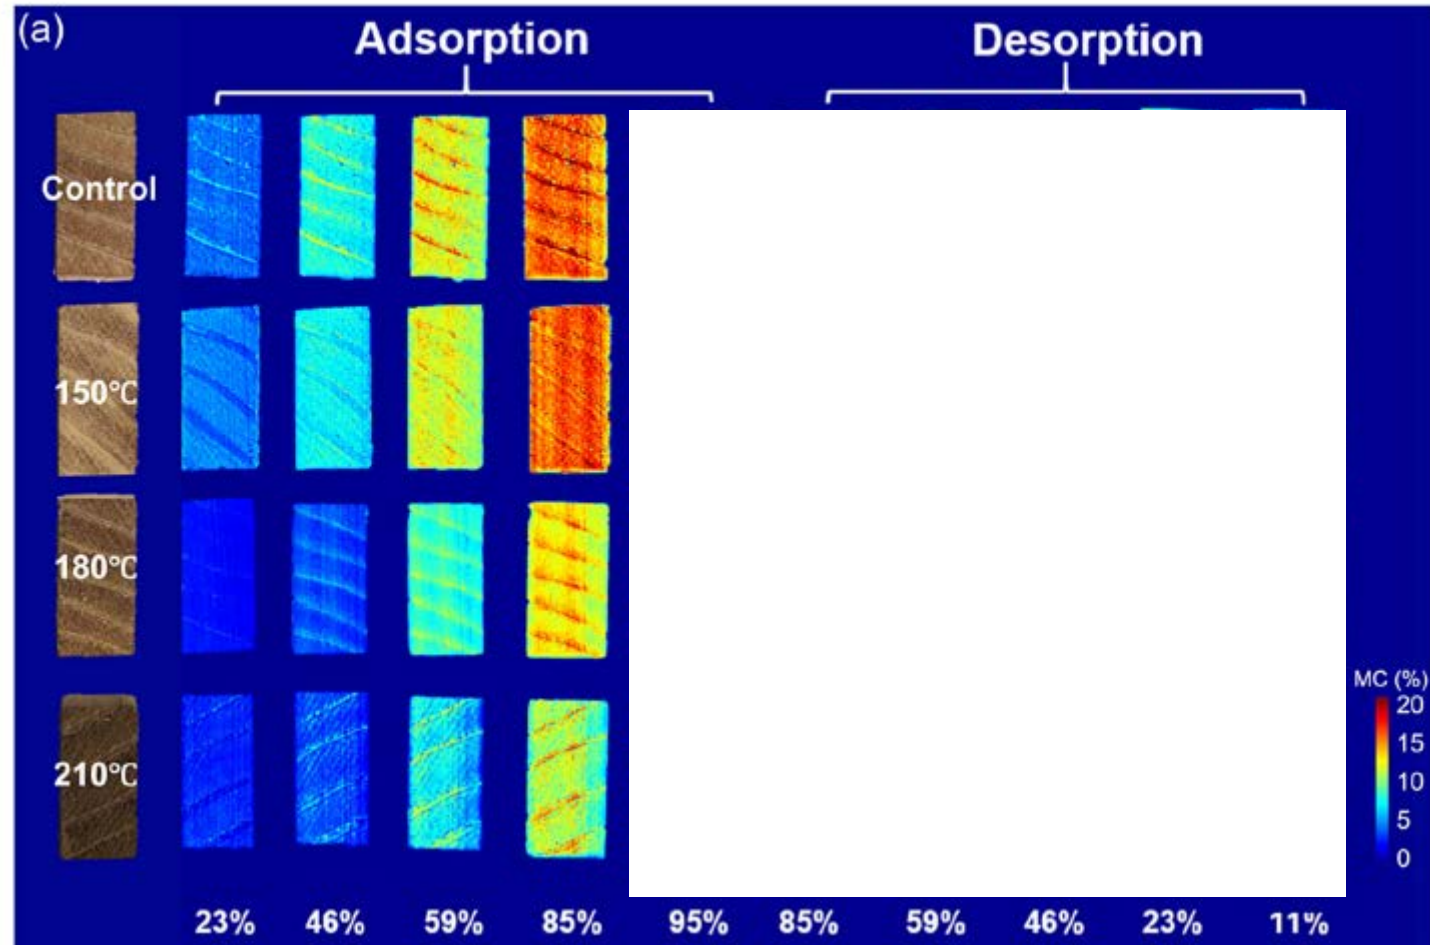 (a)
Adsorption Desorption
Control
150℃
180℃
210℃
MC (%)
20
15
10
5
0
23% 46% 59% 85% 95% 85% 59% 46% 23% 11%